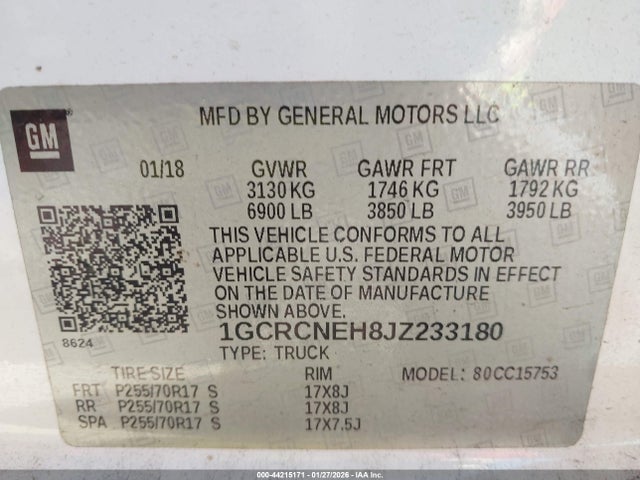 GM
MFD BY GENERAL MOTORS LLC
01/18 GVWR GAWR FRT GAWR RR
3130 KG 1746 KG 1792 KG
6900 LB 3850 LB 3950 LB
THIS VEHICLE CONFORMS TO ALL
APPLICABLE U.S. FEDERAL MOTOR
VEHICLE SAFETY STANDARDS IN EFFECT
ON THE DATE OF MANUFACTURE
SHOWN ABOVE.
8624
1GCRCNEH8JZ233180
TYPE: TRUCK
TIRE SIZE RIM MODEL: 80CC15753
FRT P255/70R17 S 17X8J
RR P255/70R17 S 17X8J
SPA P255/70R17 S 17X7.5J
000-44215171 | 01/27/2026 | IAA Inc.